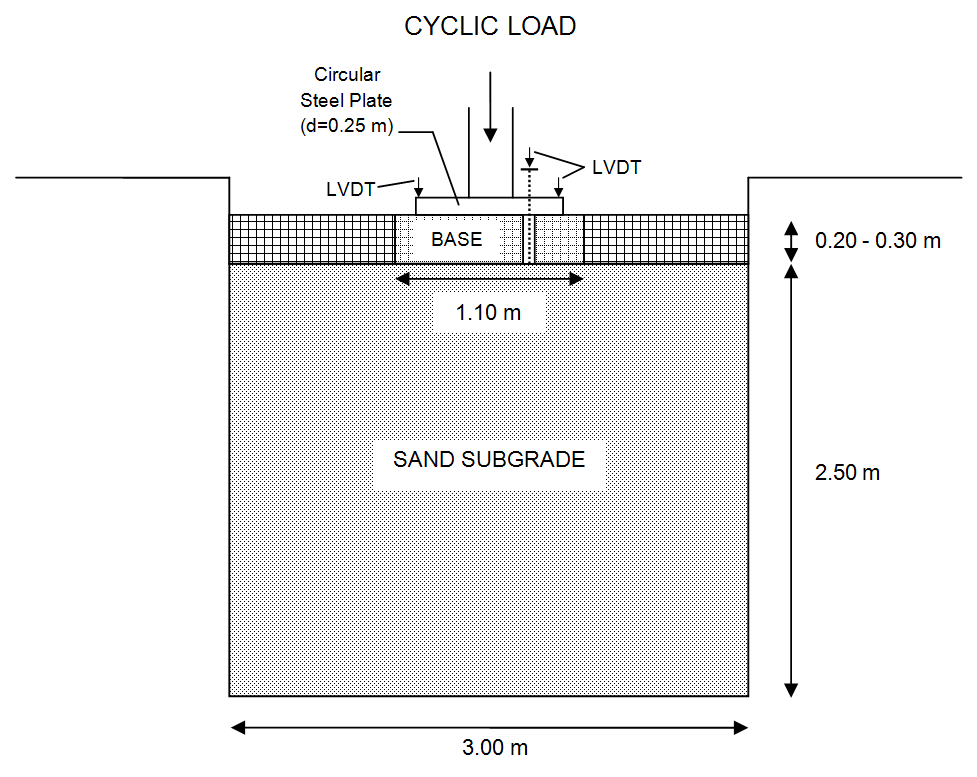 CYCLIC LOAD
Circular
Steel Plate
(d=0.25 m)
LVDT
LVDT
BASE
0.20 - 0.30 m
1.10 m
SAND SUBGRADE
2.50 m
3.00 m